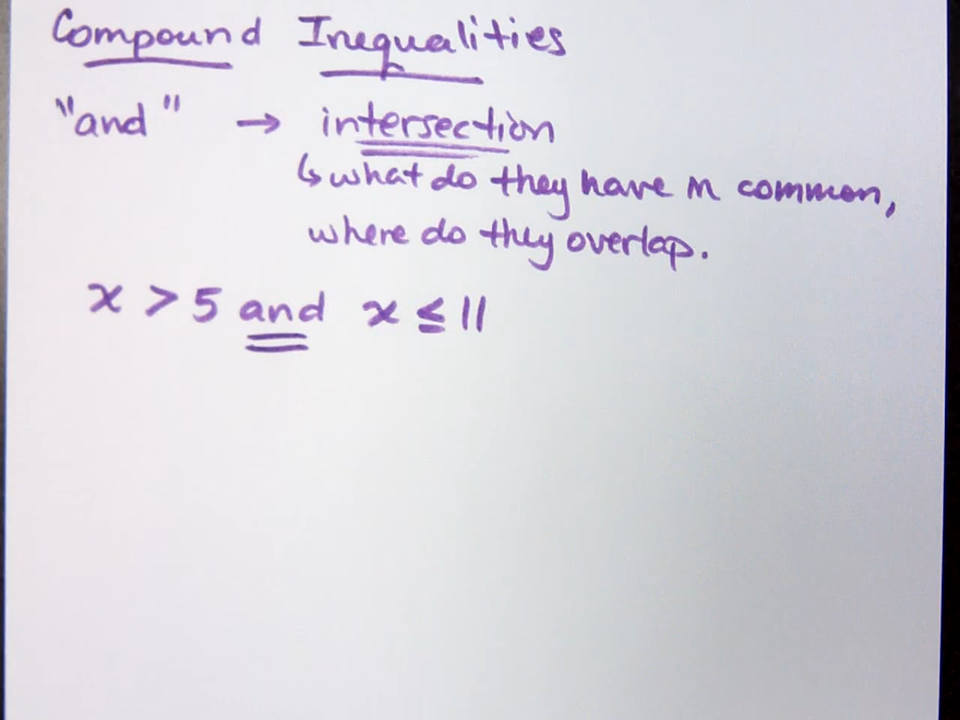 Compound Inequalities
"and" → intersection
↳ what do they have in common,
where do they overlap.
x > 5 and x ≤ 11